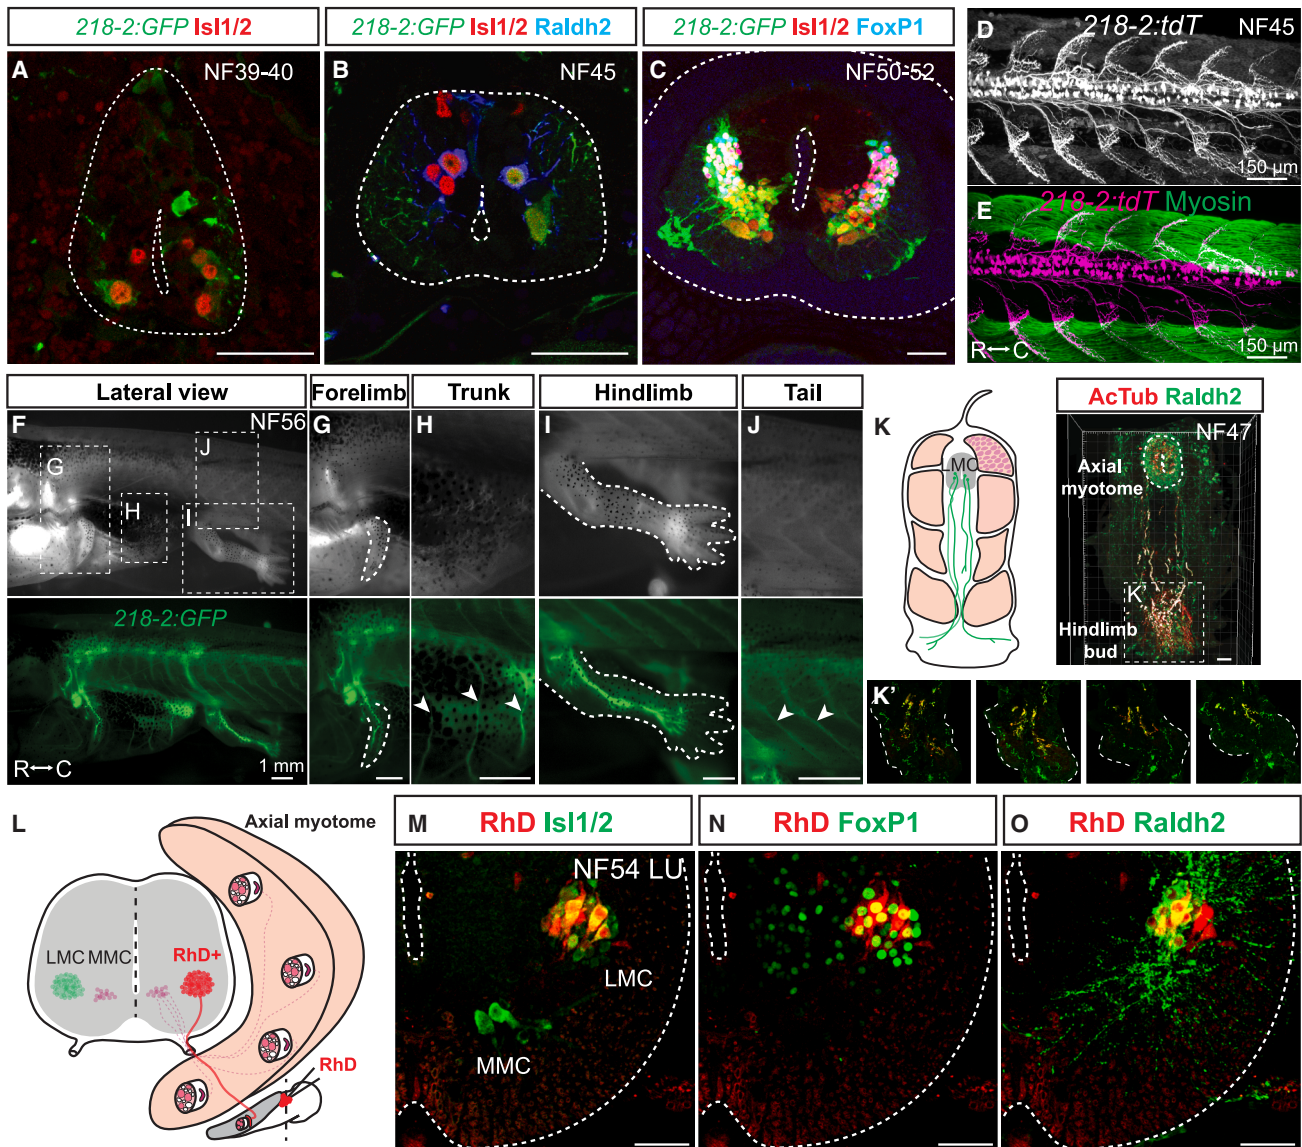 218-2:GFP Isl1/2
218-2:GFP Isl1/2 Raldh2
218-2:GFP Isl1/2 FoxP1
A
NF39-40
B
NF45
C
NF50-52
D
218-2:tdT
NF45
150 µm
E
218-2:tdT Myosin
R↔C
150 µm
Lateral view
Forelimb
Trunk
Hindlimb
Tail
F
NF56
G
H
I
J
G
H
I
J
218-2:GFP
R↔C
1 mm
K
LMC
AcTub Raldh2
NF47
Axial
myotome
K'
Hindlimb
bud
K'
L
Axial myotome
LMC MMC
RhD+
RhD
M
RhD Isl1/2
N
RhD FoxP1
O
RhD Raldh2
NF54 LU
LMC
MMC